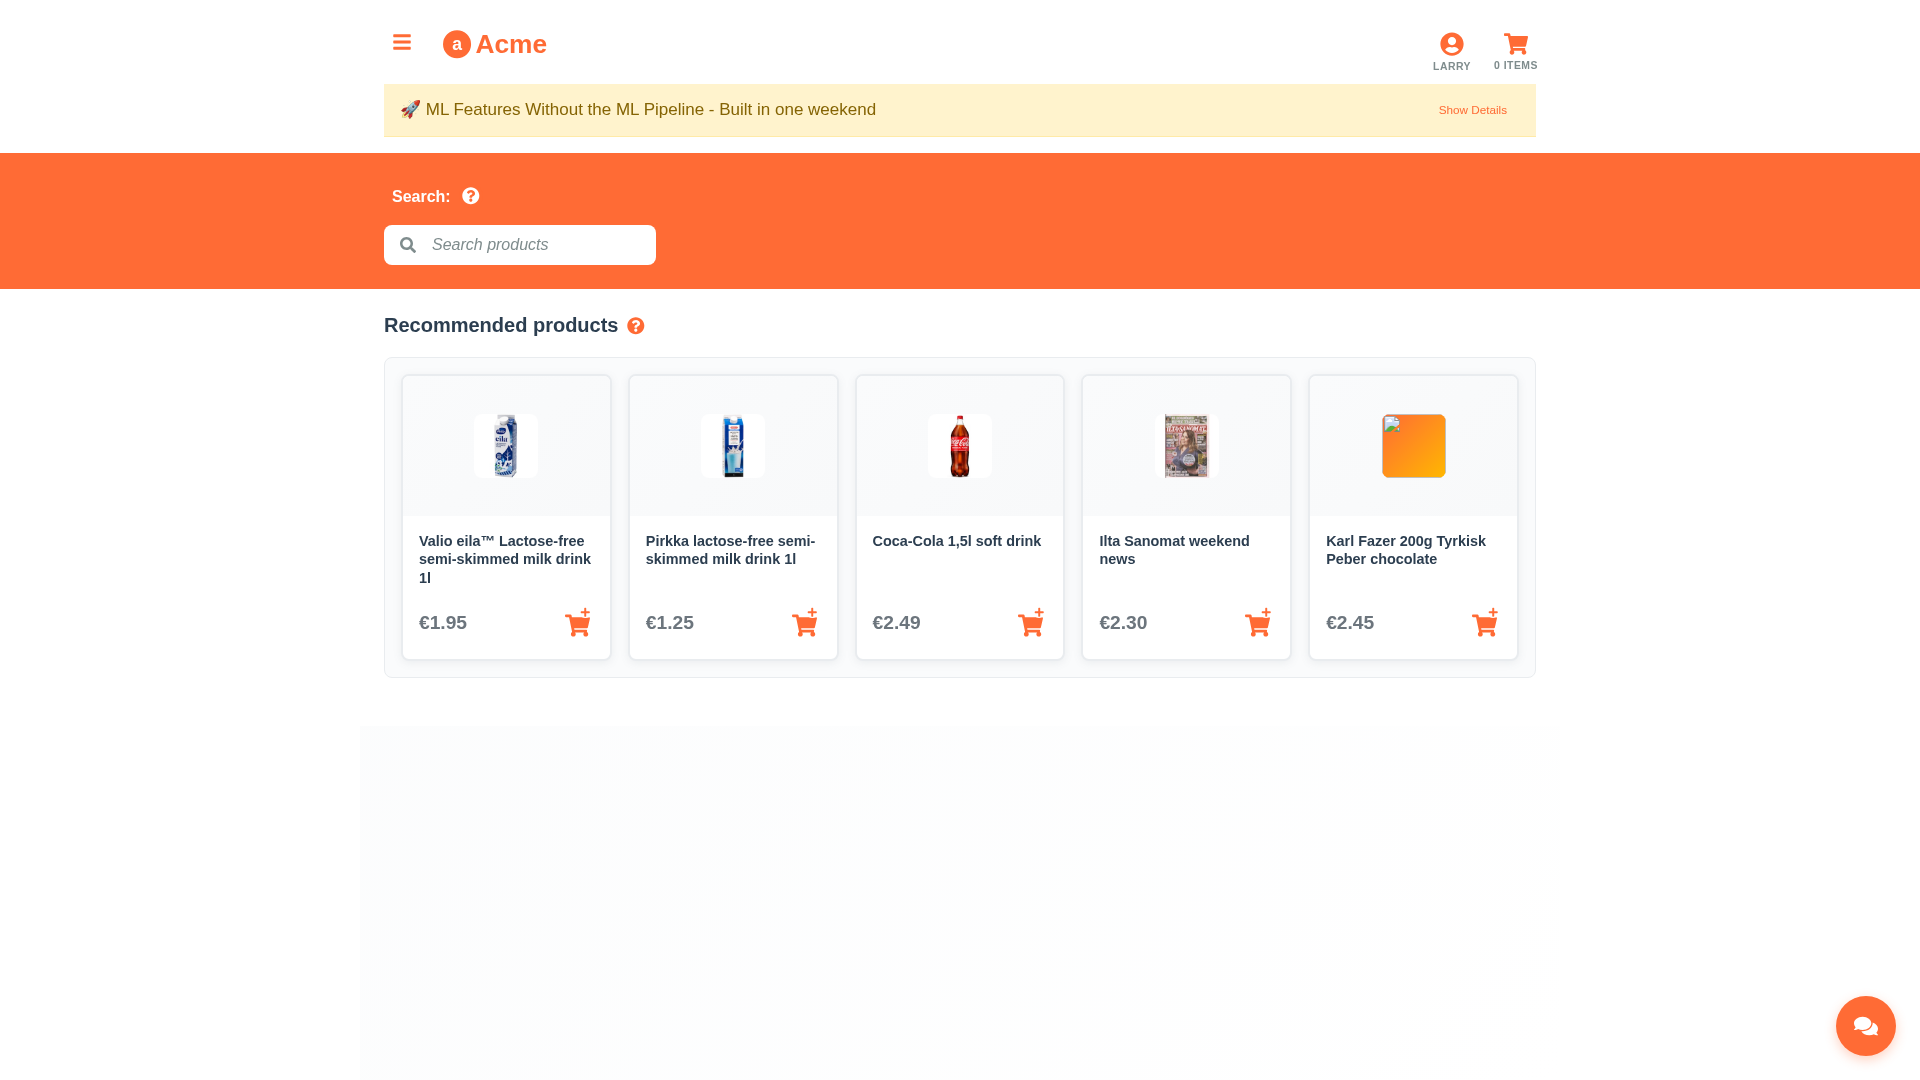 a Acme
LARRY
0 ITEMS
🚀 ML Features Without the ML Pipeline - Built in one weekend
Show Details
Search:
Search products
Recommended products
Valio eila™ Lactose-free
semi-skimmed milk drink
1l
€1.95
Pirkka lactose-free semi-
skimmed milk drink 1l
€1.25
Coca-Cola 1,5l soft drink
€2.49
Ilta Sanomat weekend
news
€2.30
Karl Fazer 200g Tyrkisk
Peber chocolate
€2.45